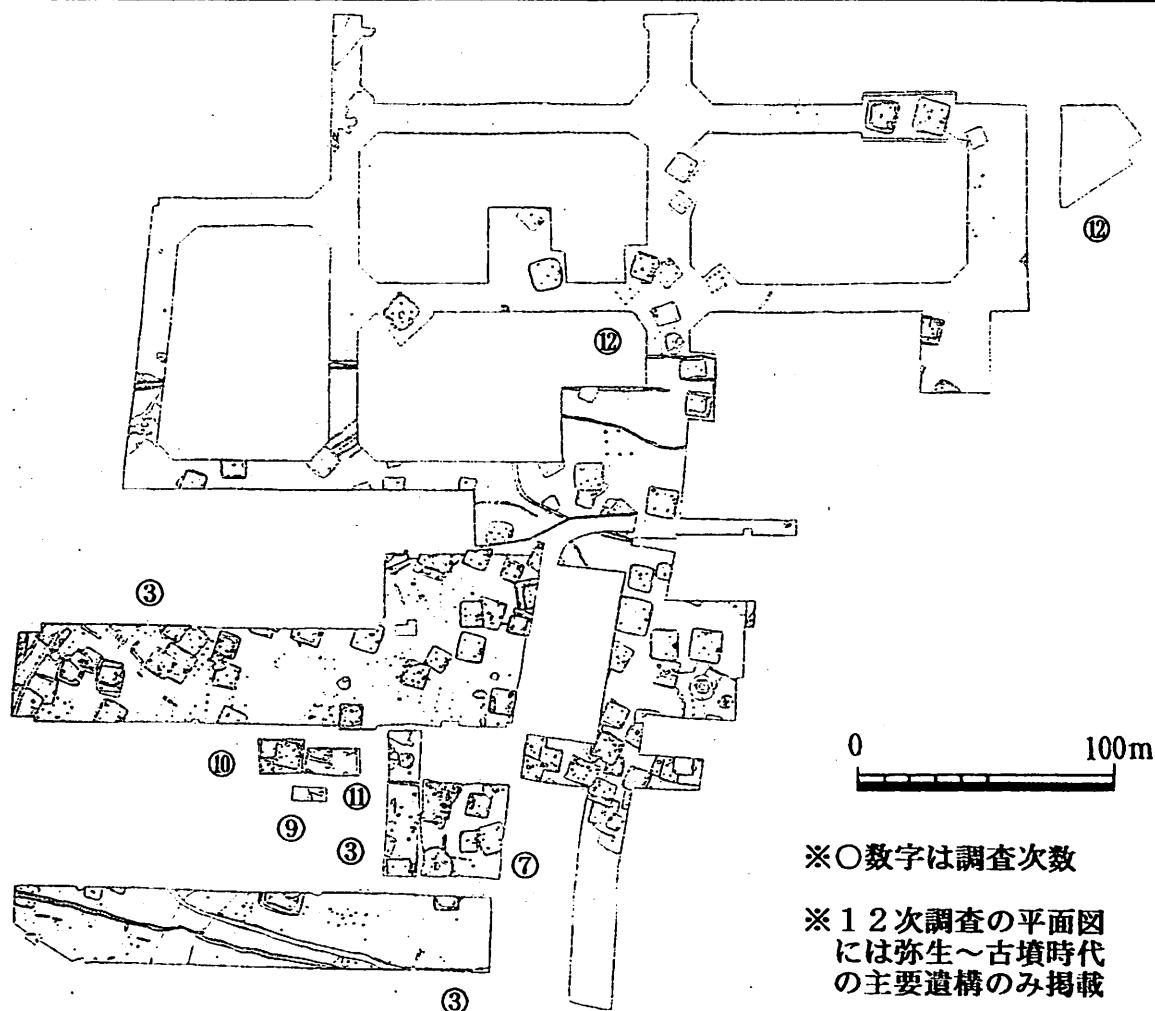 ⑫
⑫
③
0 100m
⑩
⑪
⑨
③
⑦
※○数字は調査次数
※12次調査の平面図
には弥生～古墳時代
の主要遺構のみ掲載
③